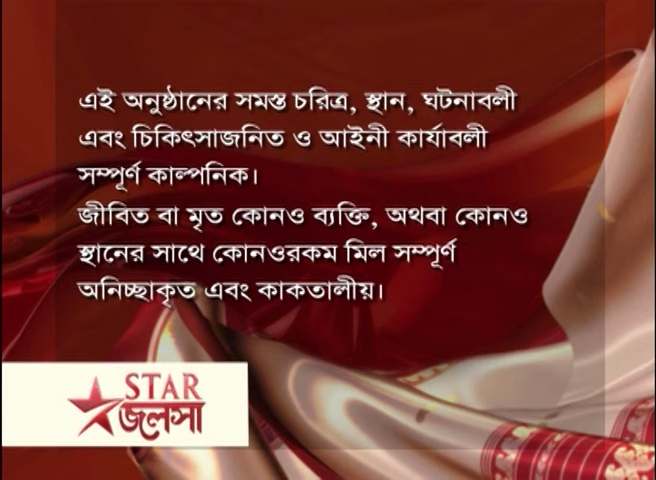 এই অনুষ্ঠানের সমস্ত চরিত্র, স্থান, ঘটনাবলী
এবং চিকিৎসাজনিত ও আইনী কার্যাবলী
সম্পূর্ণ কাল্পনিক।
জীবিত বা মৃত কোনও ব্যক্তি, অথবা কোনও
স্থানের সাথে কোনওরকম মিল সম্পূর্ণ
অনিচ্ছাকৃত এবং কাকতালীয়।
STAR
জলসা